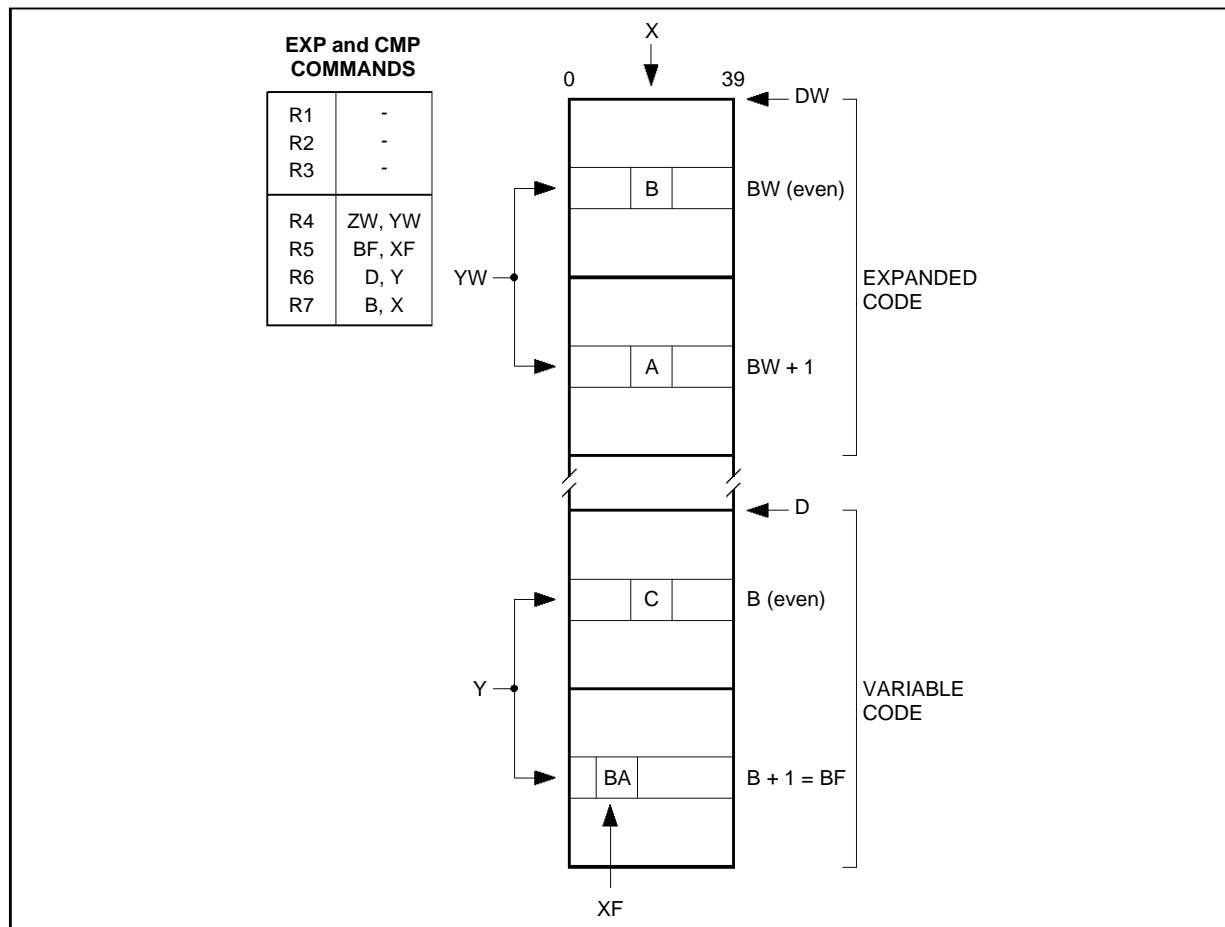 EXP and CMP
COMMANDS
R1 -
R2 -
R3 -
R4 ZW, YW
R5 BF, XF
R6 D, Y
R7 B, X
X
0 39
DW
B BW (even)
YW
EXPANDED
CODE
A BW + 1
D
C B (even)
Y
VARIABLE
CODE
BA B + 1 = BF
XF